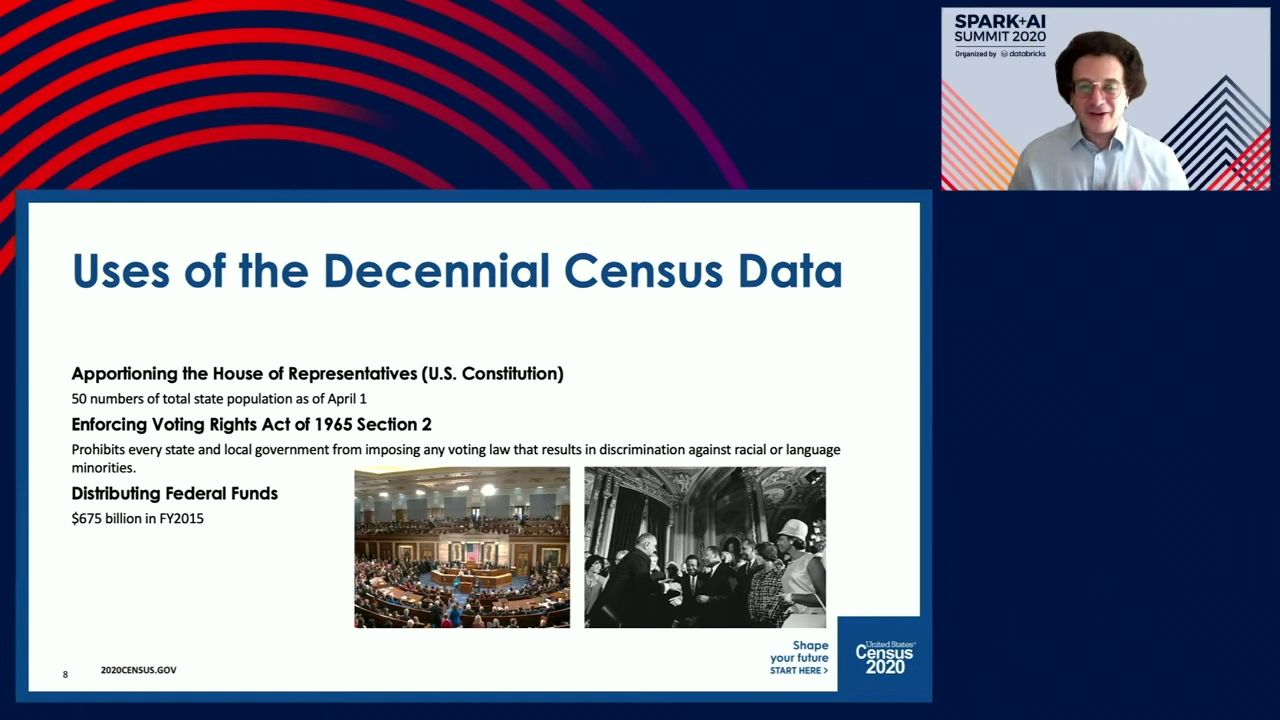 SPARK+AI
SUMMIT 2020
Organized by databricks
Uses of the Decennial Census Data
Apportioning the House of Representatives (U.S. Constitution)
50 numbers of total state population as of April 1
Enforcing Voting Rights Act of 1965 Section 2
Prohibits every state and local government from imposing any voting law that results in discrimination against racial or language
minorities.
Distributing Federal Funds
$675 billion in FY2015
Shape
your future
START HERE >
United States®
Census
2020
8
2020CENSUS.GOV